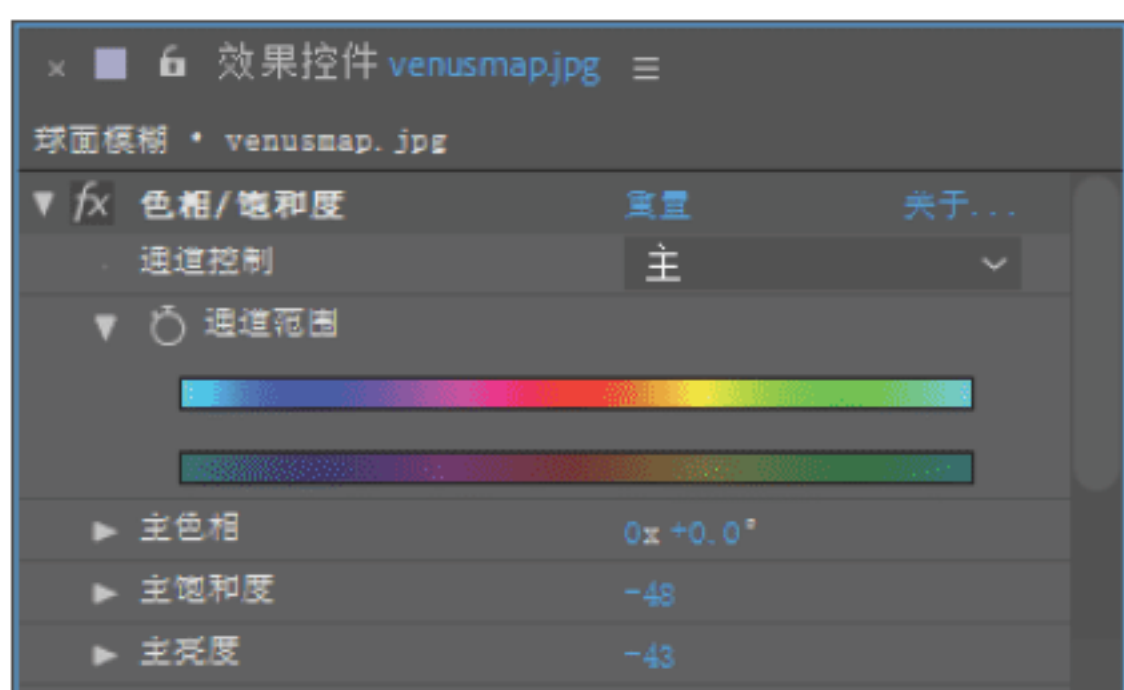 × 效果控件 venusmap.jpg ≡
球面模糊 • venusmap.jpg
fx 色相/饱和度 重置 关于...
通道控制 主
通道范围
主色相 0x +0.0°
主饱和度 -48
主亮度 -43